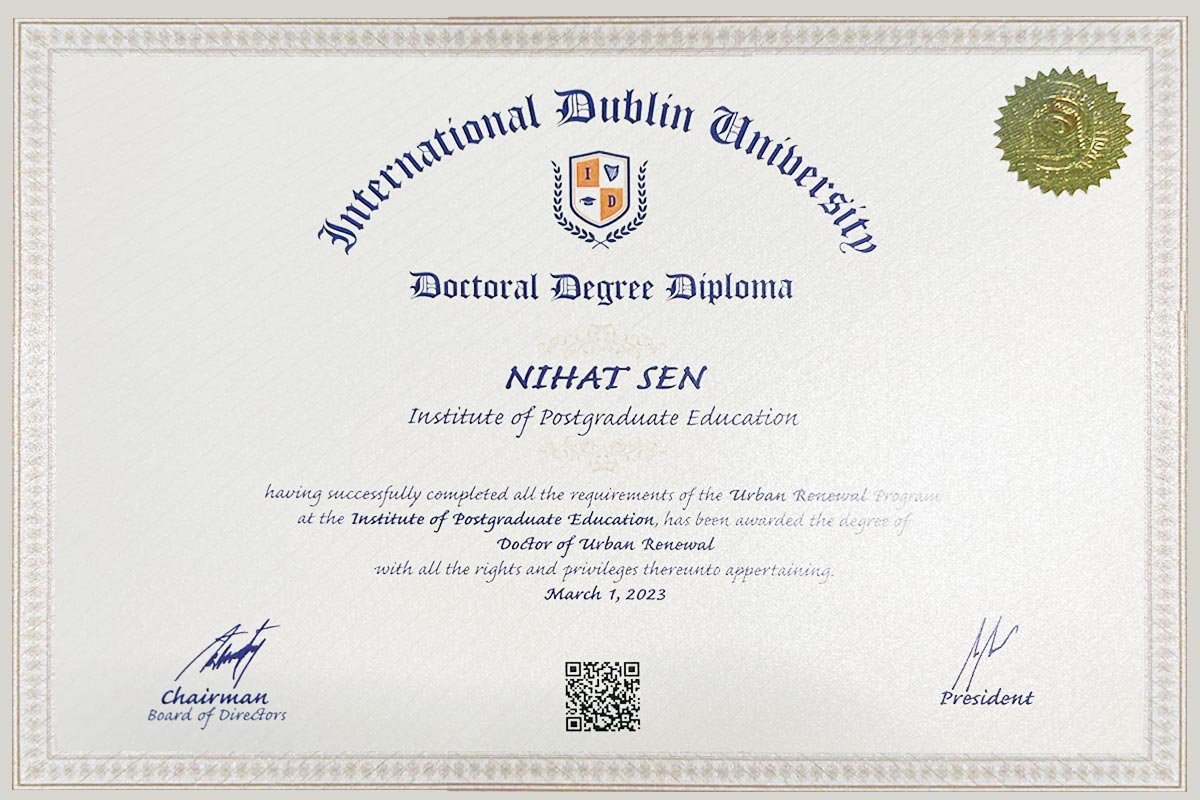 International Dublin University
I
D
Doctoral Degree Diploma
NIHAT SEN
Institute of Postgraduate Education
having successfully completed all the requirements of the Urban Renewal Program
at the Institute of Postgraduate Education, has been awarded the degree of
Doctor of Urban Renewal
with all the rights and privileges thereunto appertaining.
March 1, 2023
Chairman
Board of Directors
President